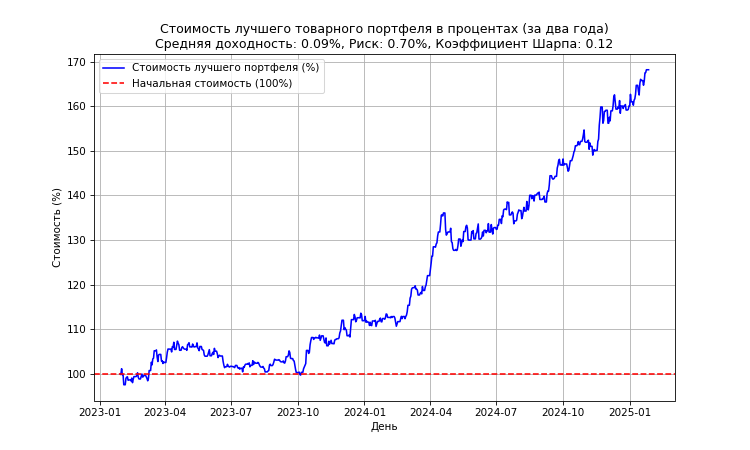 Стоимость лучшего товарного портфеля в процентах (за два года)
Средняя доходность: 0.09%, Риск: 0.70%, Коэффициент Шарпа: 0.12
Стоимость лучшего портфеля (%)
Начальная стоимость (100%)
Стоимость (%)
170
160
150
140
130
120
110
100
2023-01 2023-04 2023-07 2023-10 2024-01 2024-04 2024-07 2024-10 2025-01
День